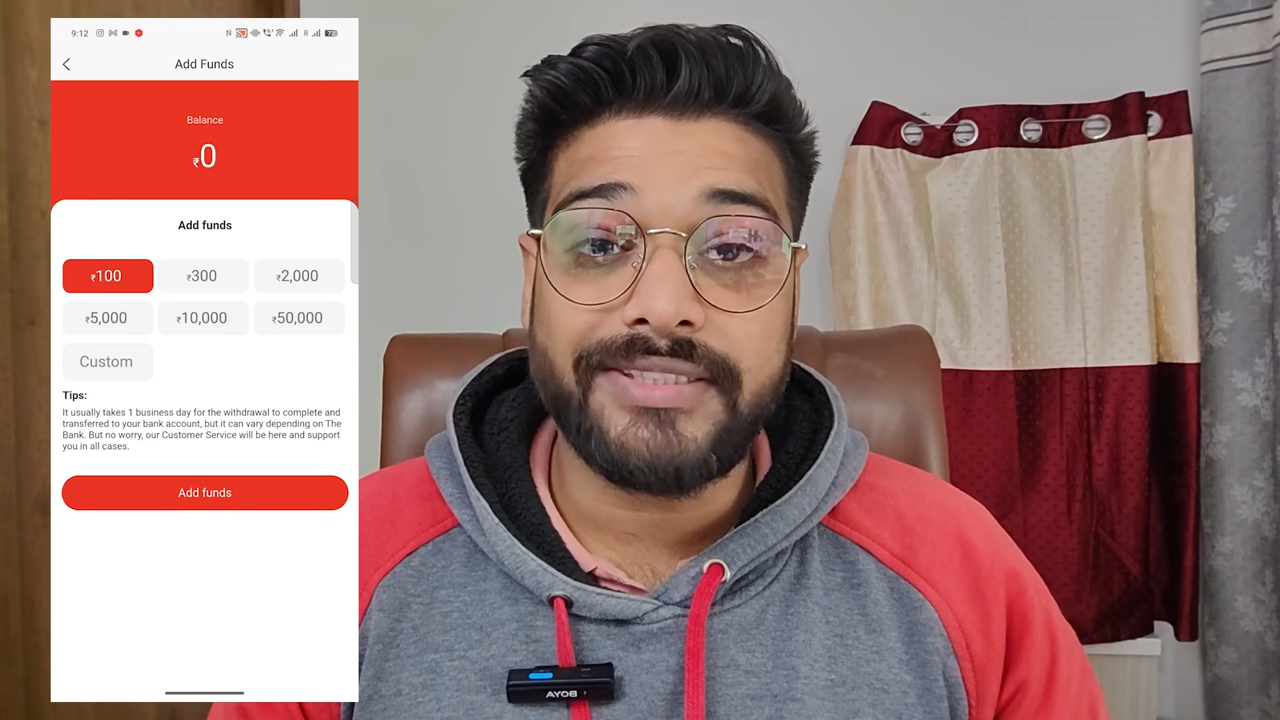 9:12
R
72
Add Funds
Balance
₹0
Add funds
₹100
₹300
₹2,000
₹5,000
₹10,000
₹50,000
Custom
Tips:
It usually takes 1 business day for the withdrawal to complete and
transferred to your bank account, but it can vary depending on The
Bank. But no worry, our Customer Service will be here and support
you in all cases.
Add funds
BOYA